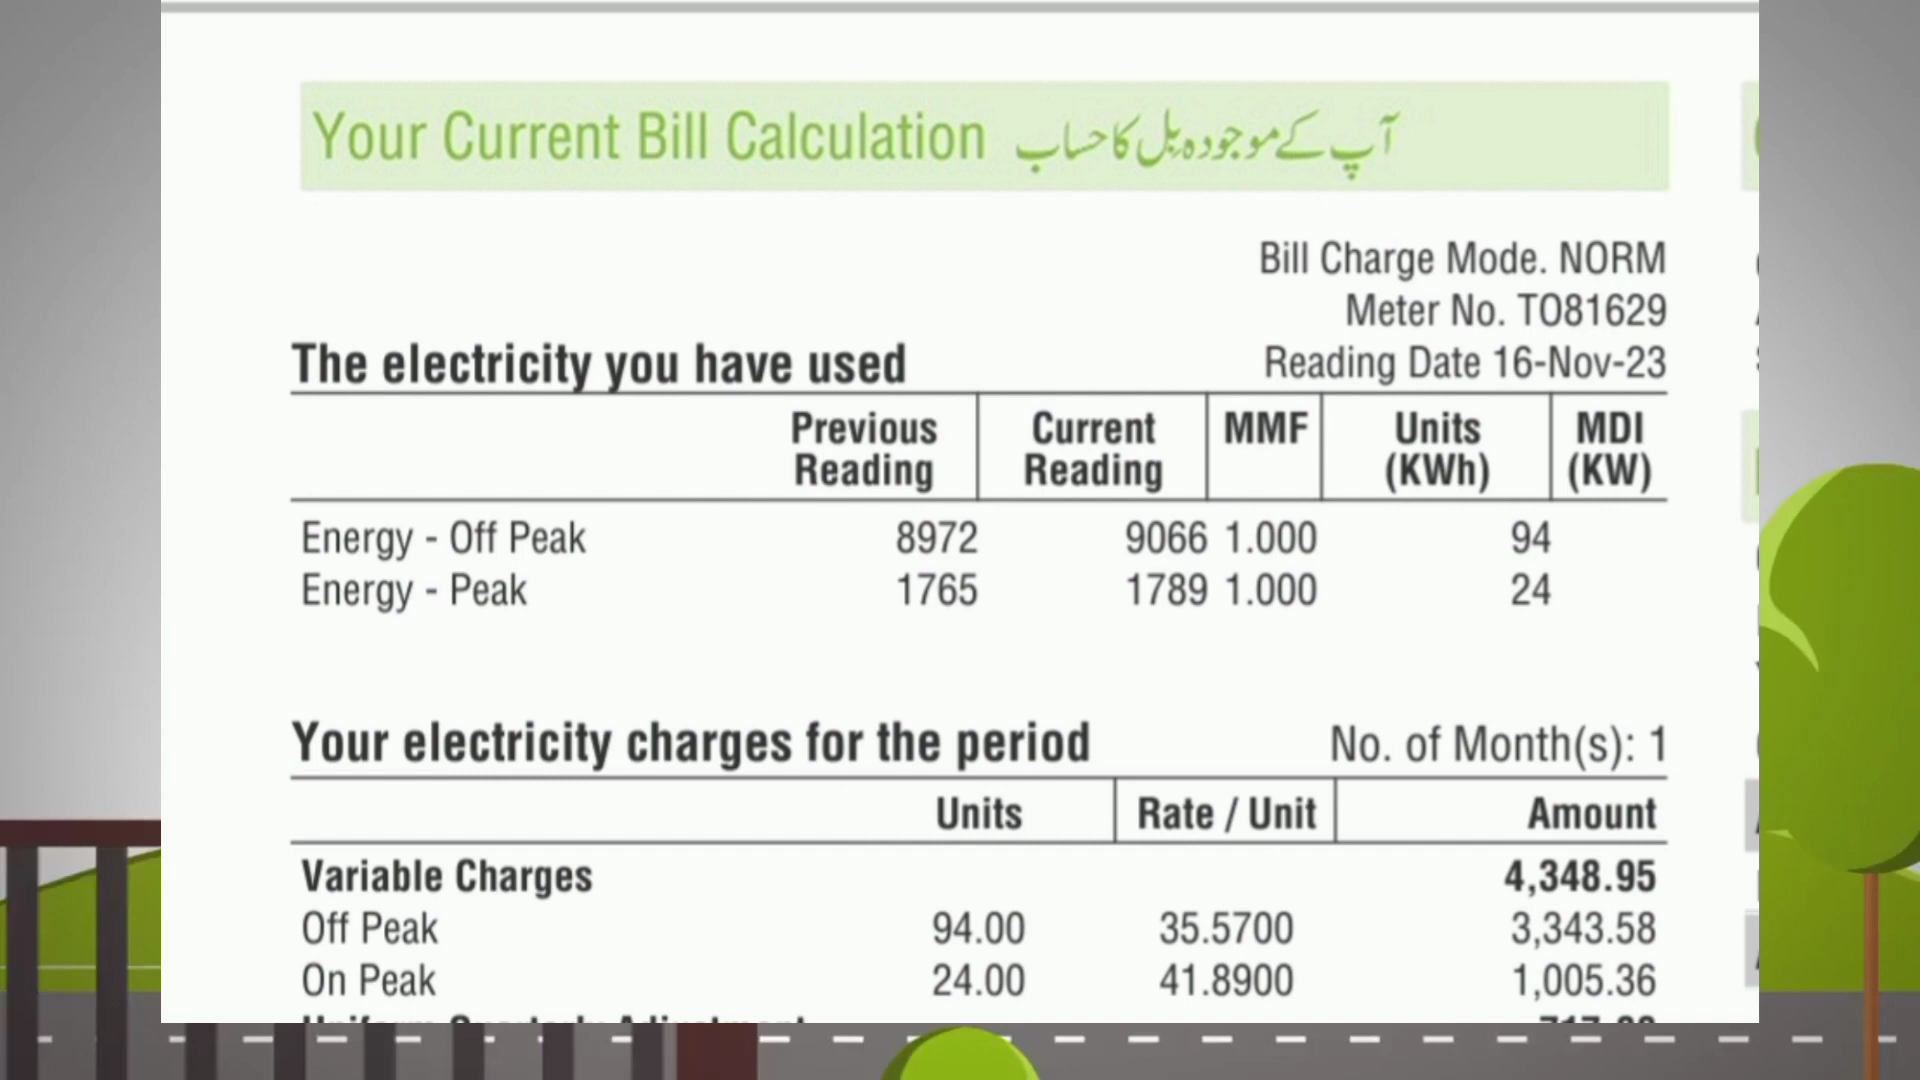 Your Current Bill Calculation آپ کے موجودہ بل کا حساب
Bill Charge Mode. NORM
Meter No. TO81629
The electricity you have used Reading Date 16-Nov-23
Previous Reading Current Reading MMF Units (KWh) MDI (KW)
Energy - Off Peak 8972 9066 1.000 94
Energy - Peak 1765 1789 1.000 24
Your electricity charges for the period No. of Month(s): 1
Units Rate / Unit Amount
Variable Charges 4,348.95
Off Peak 94.00 35.5700 3,343.58
On Peak 24.00 41.8900 1,005.36